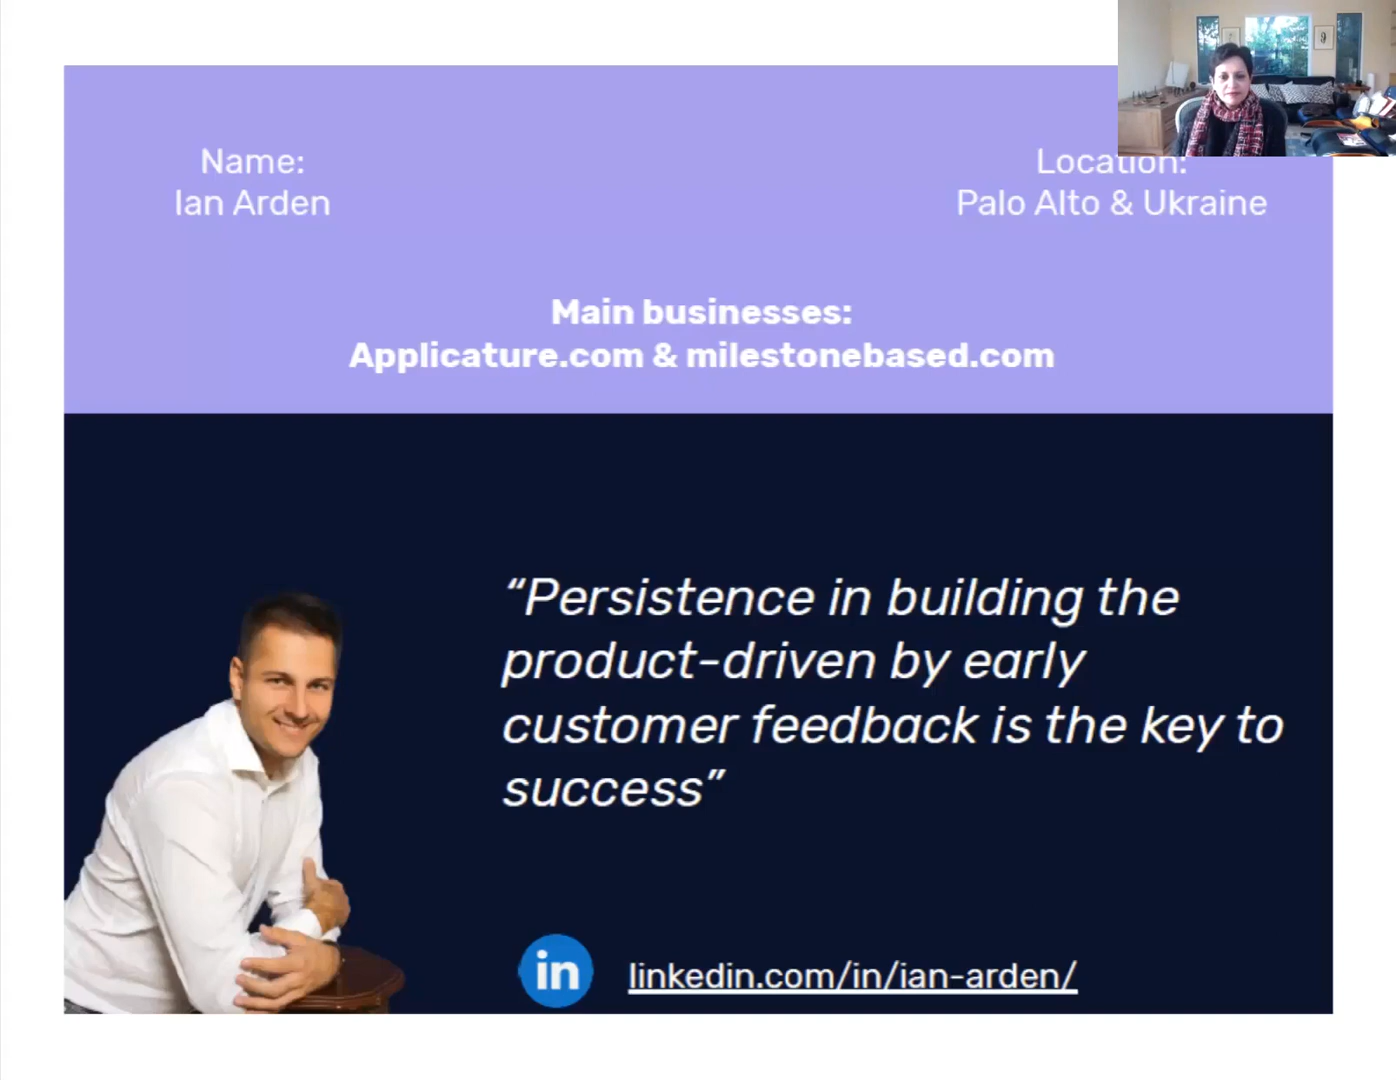 Name:
Ian Arden
Location:
Palo Alto & Ukraine
Main businesses:
Applicature.com & milestonebased.com
“Persistence in building the
product-driven by early
customer feedback is the key to
success”
in
linkedin.com/in/ian-arden/